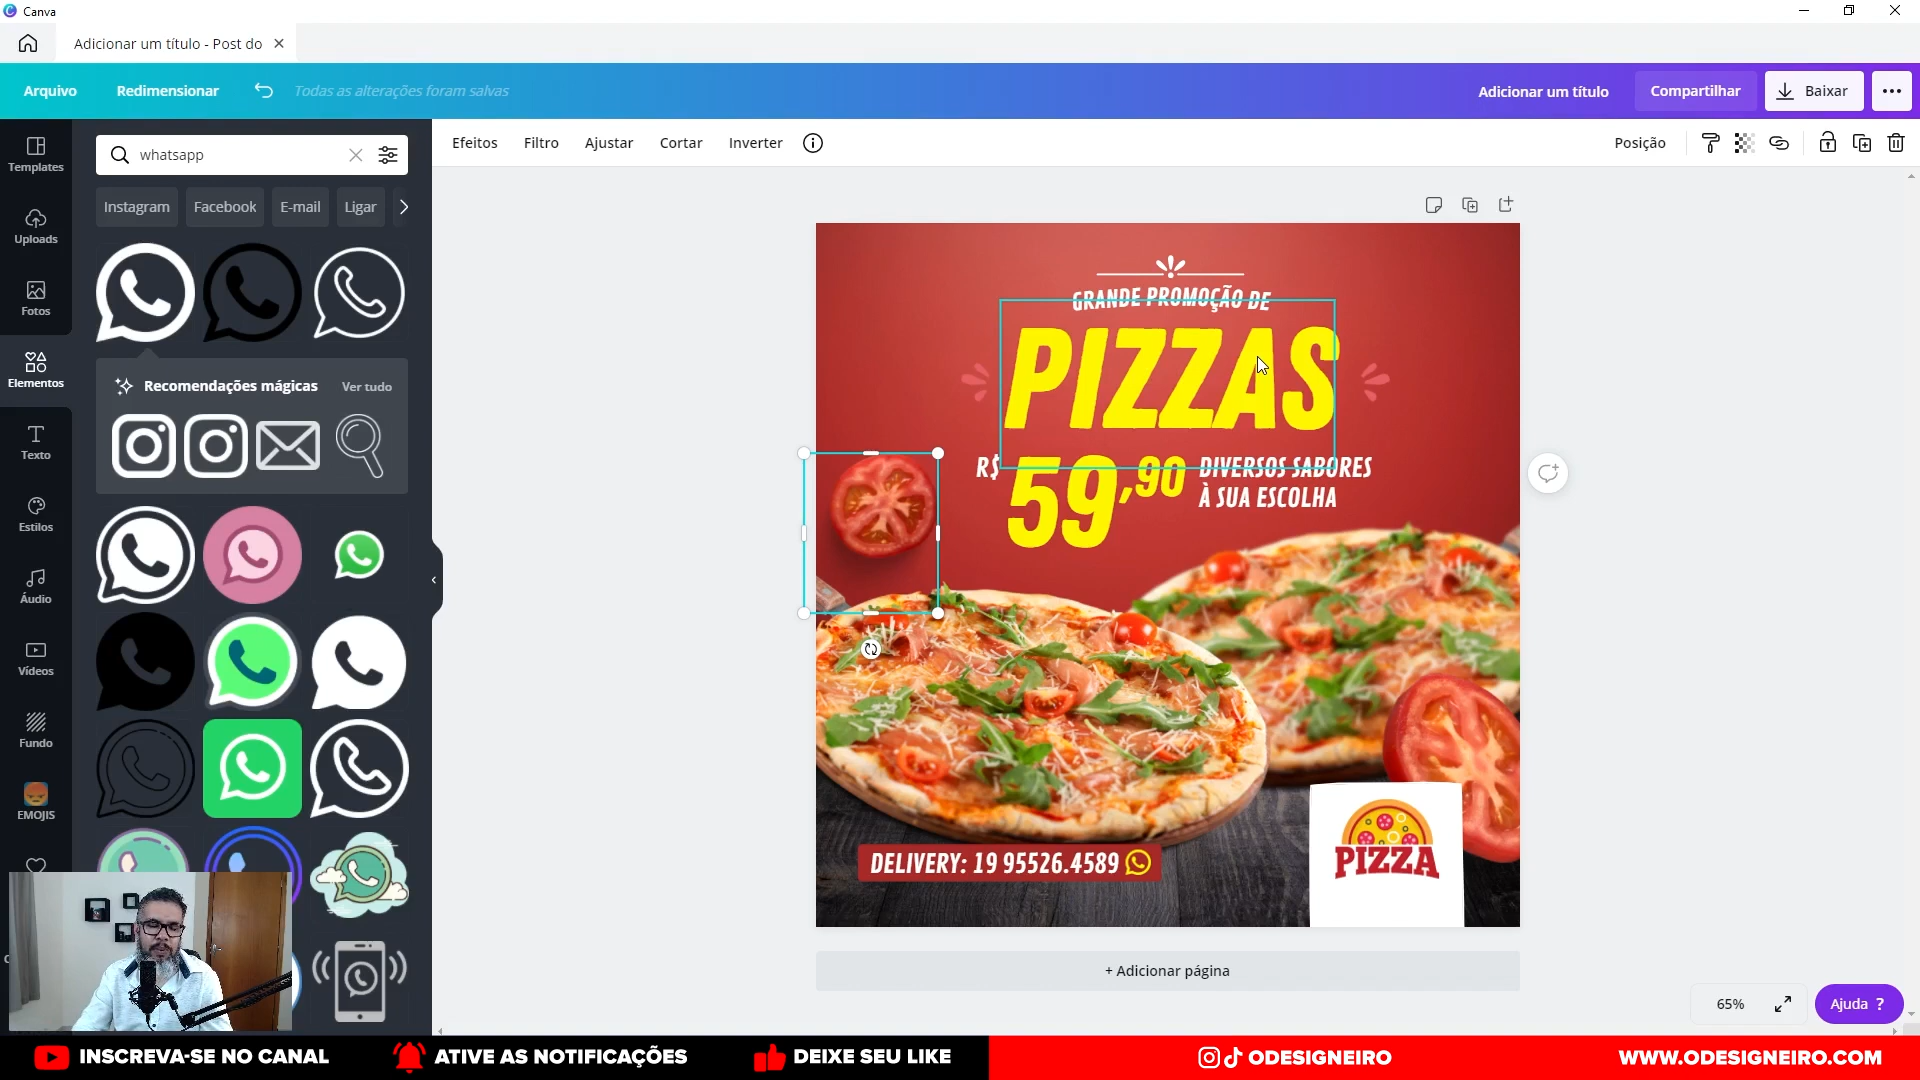 Canva
Adicionar um título - Post do
Arquivo
Redimensionar
Todas as alterações foram salvas
Adicionar um título
Compartilhar
Baixar
Templates
Uploads
Fotos
Elementos
Texto
Estilos
Áudio
Vídeos
Fundo
EMOJIS
whatsapp
Instagram
Facebook
E-mail
Ligar
Recomendações mágicas
Ver tudo
Efeitos
Filtro
Ajustar
Cortar
Inverter
Posição
GRANDE PROMOÇÃO DE
PIZZAS
R$ 59,90
DIVERSOS SABORES
À SUA ESCOLHA
DELIVERY: 19 95526.4589
PIZZA
+ Adicionar página
65%
Ajuda ?
INSCREVA-SE NO CANAL
ATIVE AS NOTIFICAÇÕES
DEIXE SEU LIKE
ODESIGNEIRO
WWW.ODESIGNEIRO.COM